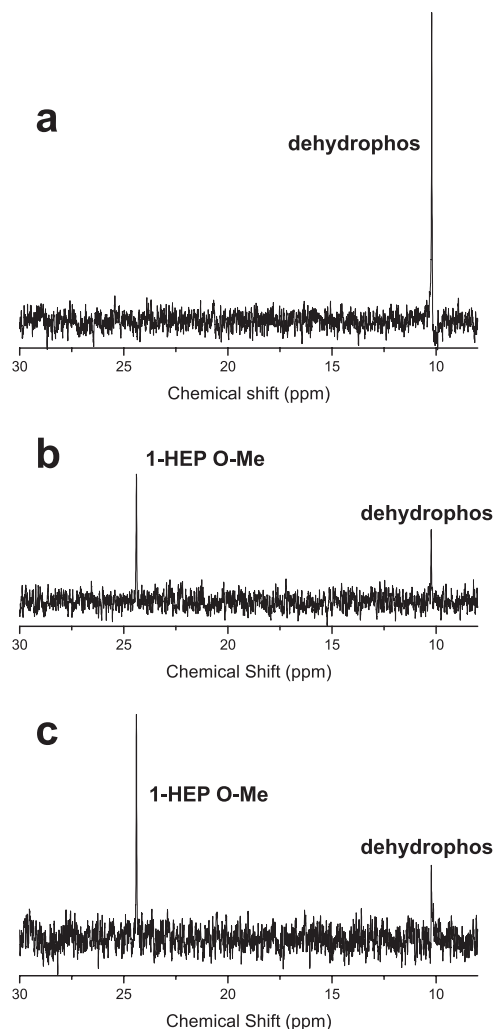 a
dehydrophos
30 25 20 15 10
Chemical shift (ppm)
b
1-HEP O-Me
dehydrophos
30 25 20 15 10
Chemical Shift (ppm)
c
1-HEP O-Me
dehydrophos
30 25 20 15 10
Chemical Shift (ppm)